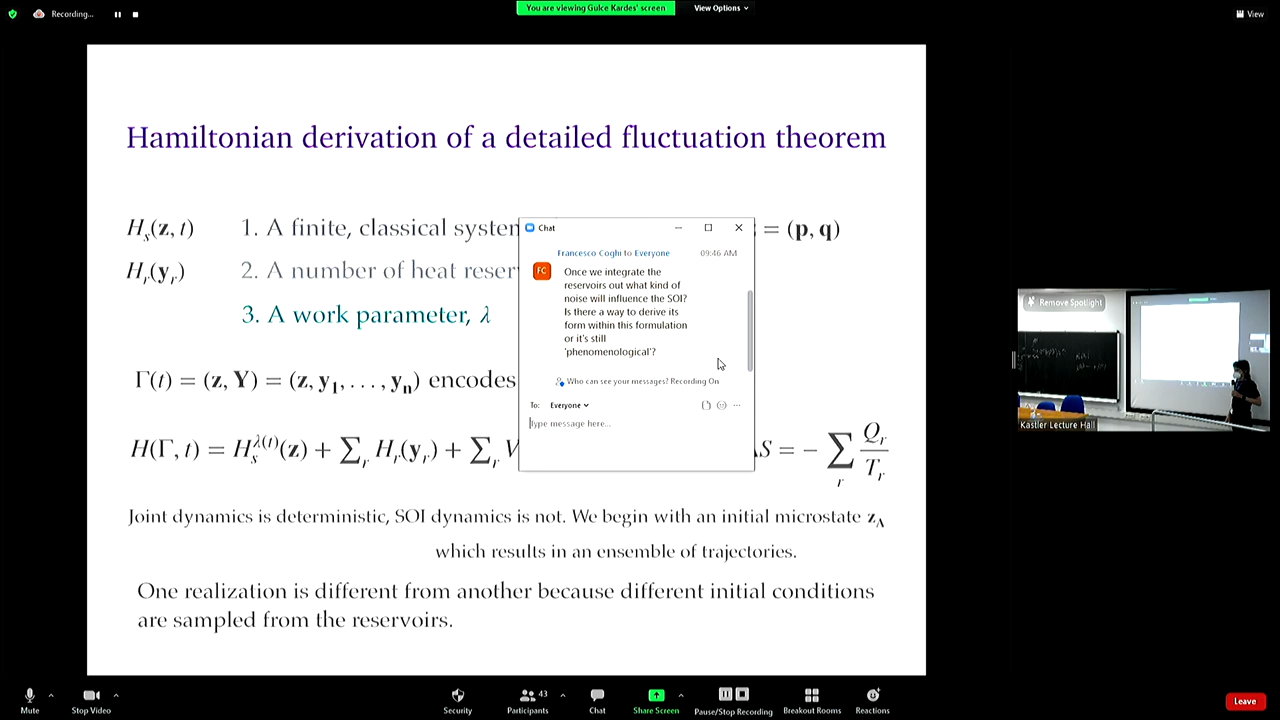 Recording...
You are viewing Gulce Kardes' screen
View Options
View
Hamiltonian derivation of a detailed fluctuation theorem
Hs(z, t)
1. A finite, classical system
= (p, q)
Hr(yr)
2. A number of heat reser
3. A work parameter, λ
Γ(t) = (z, Y) = (z, y1, . . . , yn) encodes
H(Γ, t) = Hs^λ(t)(z) + ∑r Hr(yr) + ∑r V
S = − ∑r Qr/Tr
Joint dynamics is deterministic, SOI dynamics is not. We begin with an initial microstate zA
which results in an ensemble of trajectories.
One realization is different from another because different initial conditions
are sampled from the reservoirs.
Chat
Francesco Coghi to Everyone
09:46 AM
FC
Once we integrate the
reservoirs out what kind of
noise will influence the SOI?
Is there a way to derive its
form within this formulation
or it's still
'phenomenological'?
Who can see your messages? Recording On
To: Everyone
Type message here...
Remove Spotlight
Kastler Lecture Hall
Mute
Stop Video
Security
43
Participants
Chat
Share Screen
Pause/Stop Recording
Breakout Rooms
Reactions
Leave